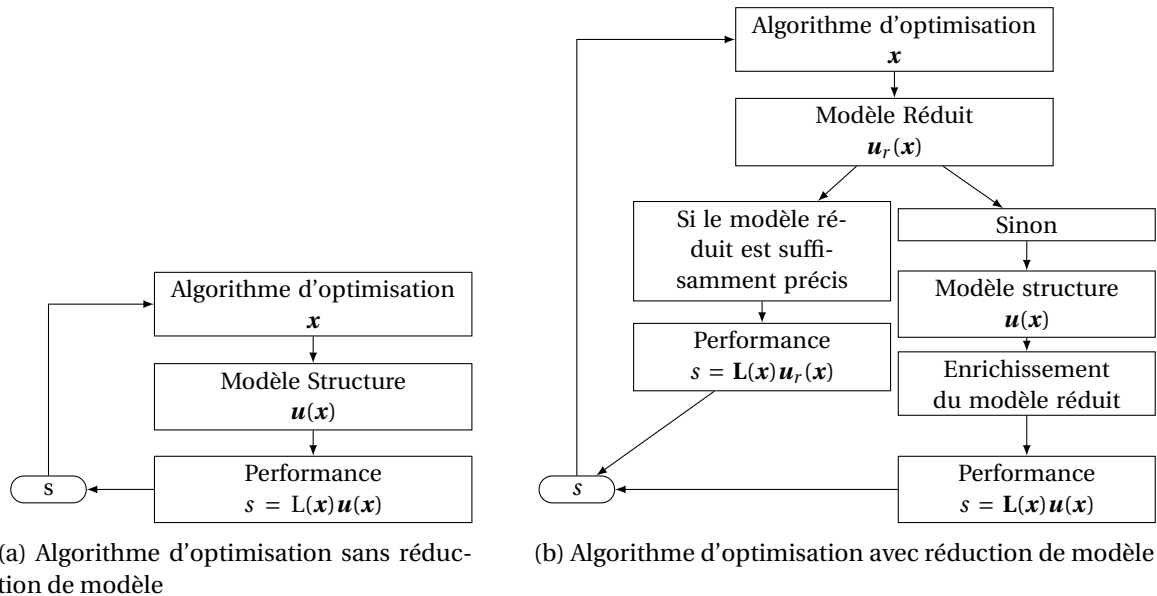 Algorithme d'optimisation
x
Modèle Structure
u(x)
Performance
s = L(x)u(x)
s
(a) Algorithme d'optimisation sans réduc-
tion de modèle
Algorithme d'optimisation
x
Modèle Réduit
u_r(x)
Si le modèle ré-
duit est suffi-
samment précis
Performance
s = L(x)u_r(x)
Sinon
Modèle structure
u(x)
Enrichissement
du modèle réduit
Performance
s = L(x)u(x)
s
(b) Algorithme d'optimisation avec réduction de modèle